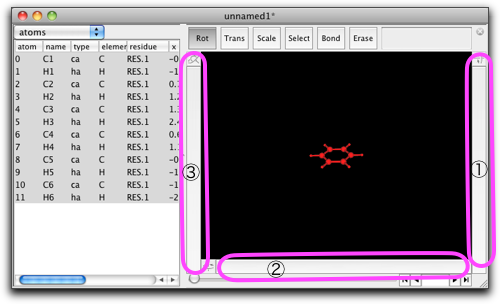 unnamed1*
atoms
Rot Trans Scale Select Bond Erase
atom name type elemer residue x
0 C1 ca C RES.1 -0
1 H1 ha H RES.1 -1
2 C2 ca C RES.1 0.
3 H2 ha H RES.1 1.2
4 C3 ca C RES.1 1.
5 H3 ha H RES.1 2.4
6 C4 ca C RES.1 0.6
7 H4 ha H RES.1 1.
8 C5 ca C RES.1 -0
9 H5 ha H RES.1 -1
10 C6 ca C RES.1 -1
11 H6 ha H RES.1 -2
③
①
②